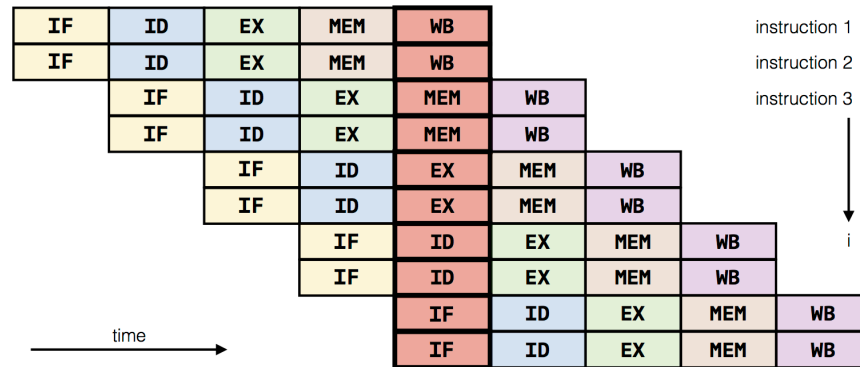 IF ID EX MEM WB instruction 1
IF ID EX MEM WB instruction 2
IF ID EX MEM WB instruction 3
IF ID EX MEM WB
IF ID EX MEM WB
IF ID EX MEM WB
IF ID EX MEM WB i
IF ID EX MEM WB
IF ID EX MEM WB
time
IF ID EX MEM WB